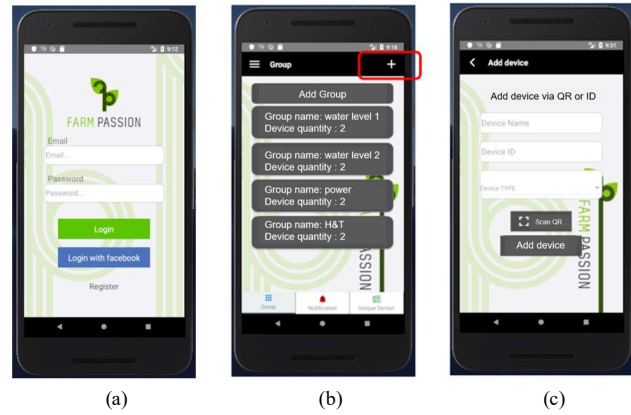 9:12
FARM PASSION
Email
Email...
Password
Password...
Login
Login with facebook
Register
(a)
9:18
Group
+
Add Group
Group name: water level 1
Device quantity : 2
Group name: water level 2
Device quantity : 2
Group name: power
Device quantity : 2
Group name: H&T
Device quantity : 2
PASSION
Group
Notification
Unique Sensor
(b)
9:31
Add device
Add device via QR or ID
Device Name
Device ID
Device TYPE
Scan QR
Add device
FARM PASSION
(c)